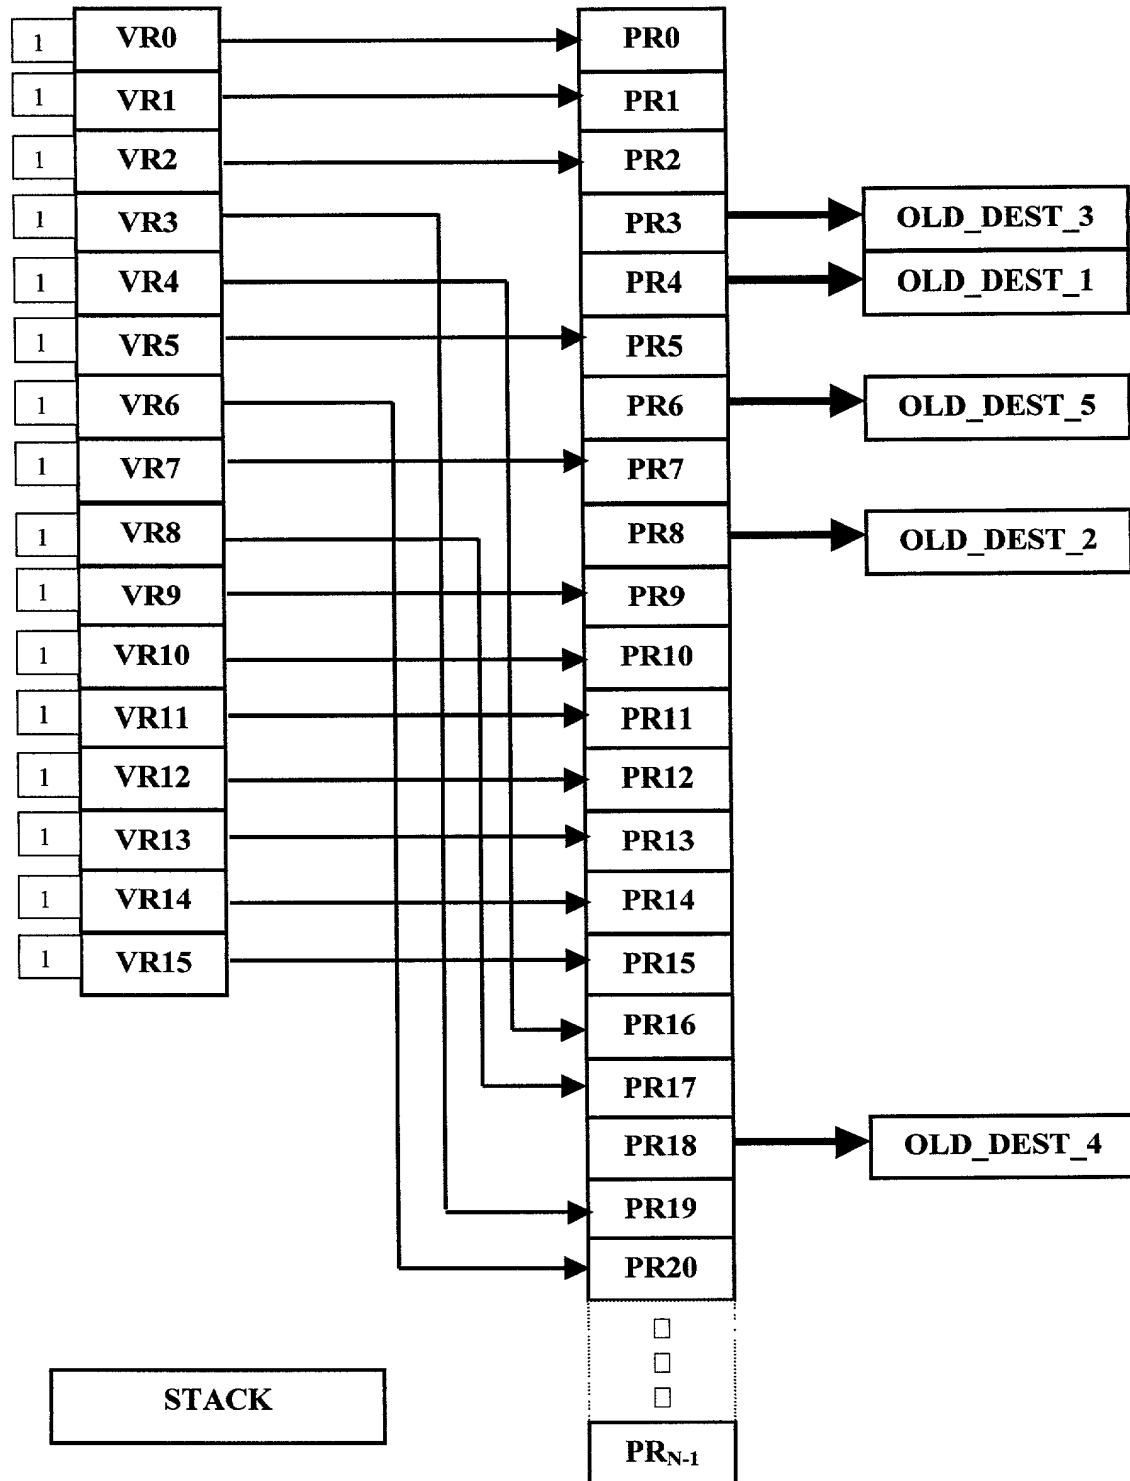 1 VR0 PR0
1 VR1 PR1
1 VR2 PR2
1 VR3 PR3 OLD_DEST_3
1 VR4 PR4 OLD_DEST_1
1 VR5 PR5
1 VR6 PR6 OLD_DEST_5
1 VR7 PR7
1 VR8 PR8 OLD_DEST_2
1 VR9 PR9
1 VR10 PR10
1 VR11 PR11
1 VR12 PR12
1 VR13 PR13
1 VR14 PR14
1 VR15 PR15
PR16
PR17
PR18 OLD_DEST_4
PR19
PR20
STACK
PRN-1